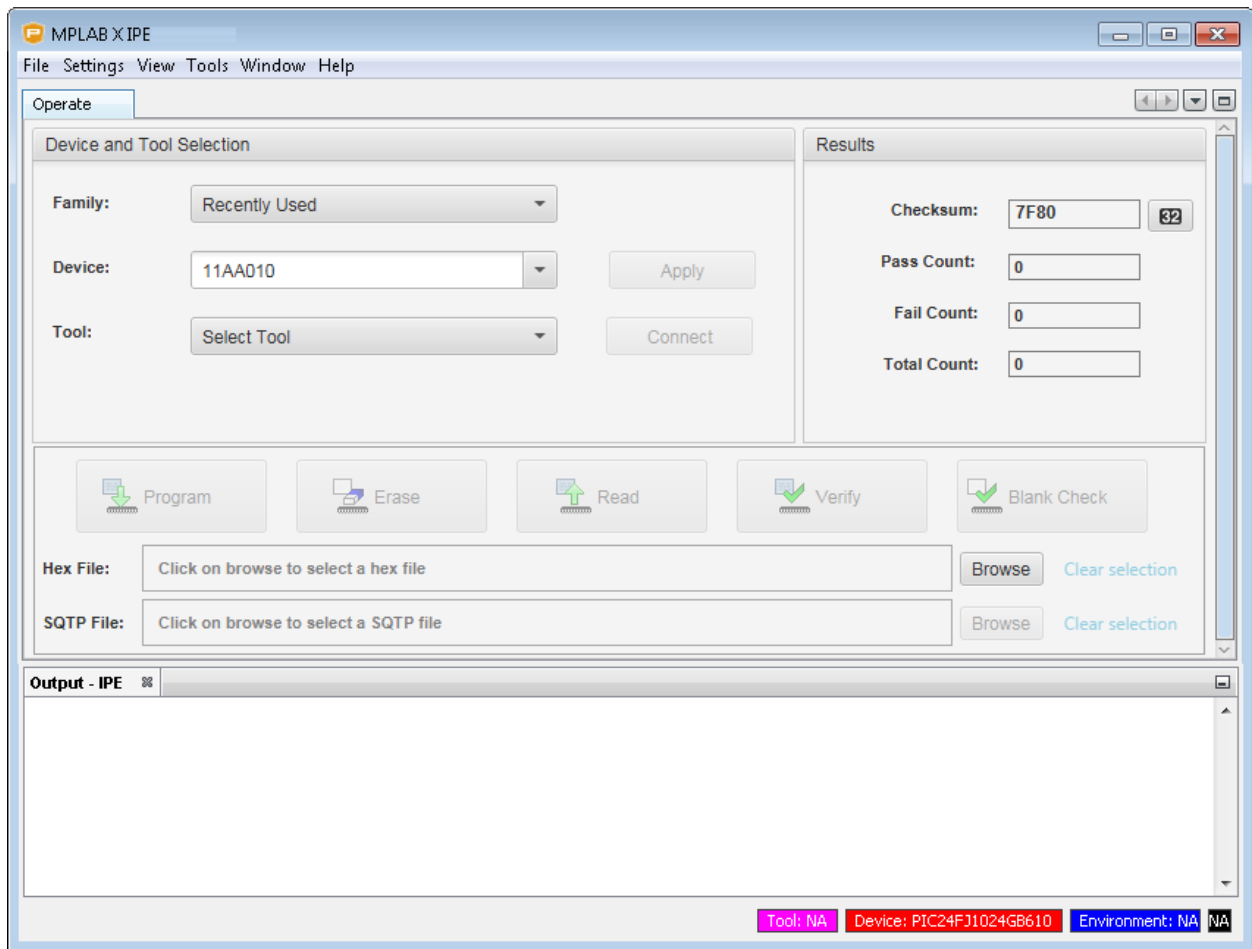 MPLAB X IPE
File Settings View Tools Window Help
Operate
Device and Tool Selection
Results
Family:
Recently Used
Checksum:
7F80
32
Device:
11AA010
Apply
Pass Count:
0
Tool:
Select Tool
Connect
Fail Count:
0
Total Count:
0
Program
Erase
Read
Verify
Blank Check
Hex File:
Click on browse to select a hex file
Browse
Clear selection
SQTP File:
Click on browse to select a SQTP file
Browse
Clear selection
Output - IPE
Tool: NA
Device: PIC24FJ1024GB610
Environment: NA
NA